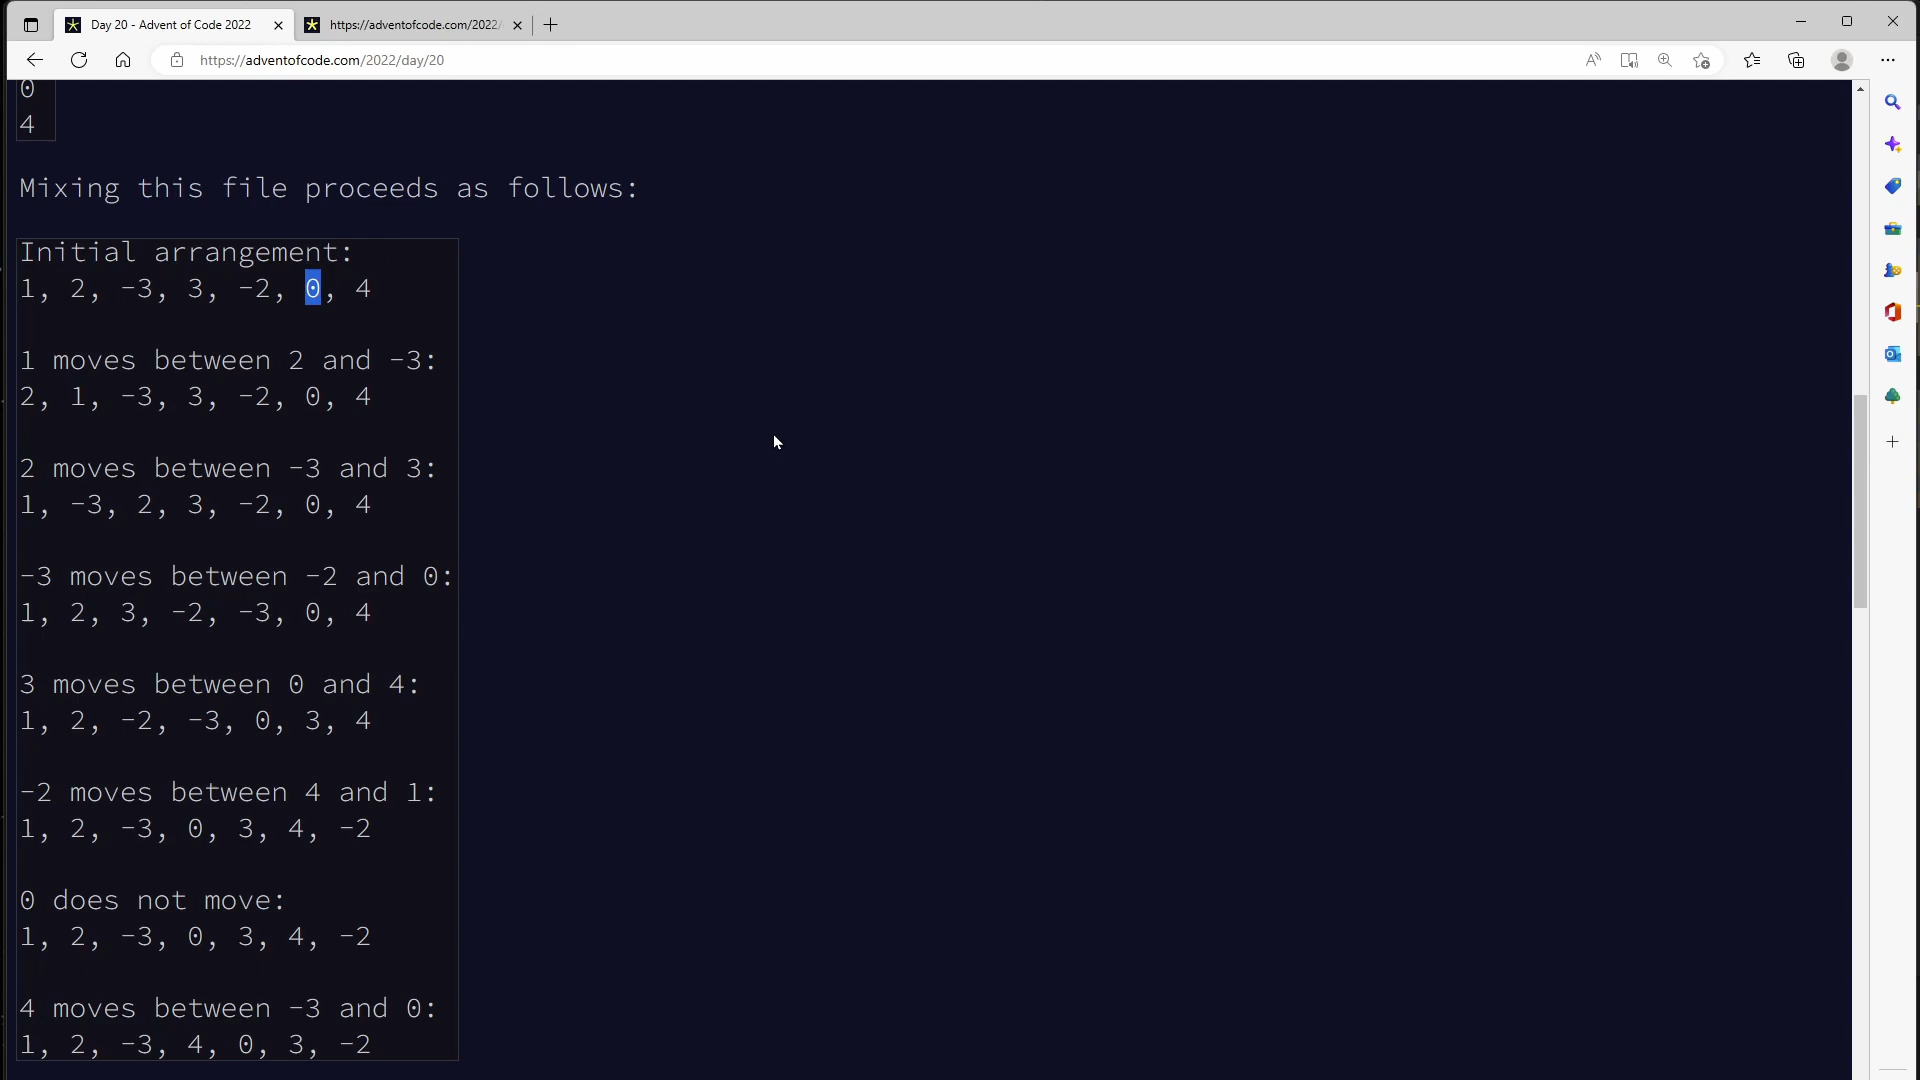 Day 20 - Advent of Code 2022
https://adventofcode.com/2022/
https://adventofcode.com/2022/day/20
0
4
Mixing this file proceeds as follows:
Initial arrangement:
1, 2, -3, 3, -2, 0, 4
1 moves between 2 and -3:
2, 1, -3, 3, -2, 0, 4
2 moves between -3 and 3:
1, -3, 2, 3, -2, 0, 4
-3 moves between -2 and 0:
1, 2, 3, -2, -3, 0, 4
3 moves between 0 and 4:
1, 2, -2, -3, 0, 3, 4
-2 moves between 4 and 1:
1, 2, -3, 0, 3, 4, -2
0 does not move:
1, 2, -3, 0, 3, 4, -2
4 moves between -3 and 0:
1, 2, -3, 4, 0, 3, -2